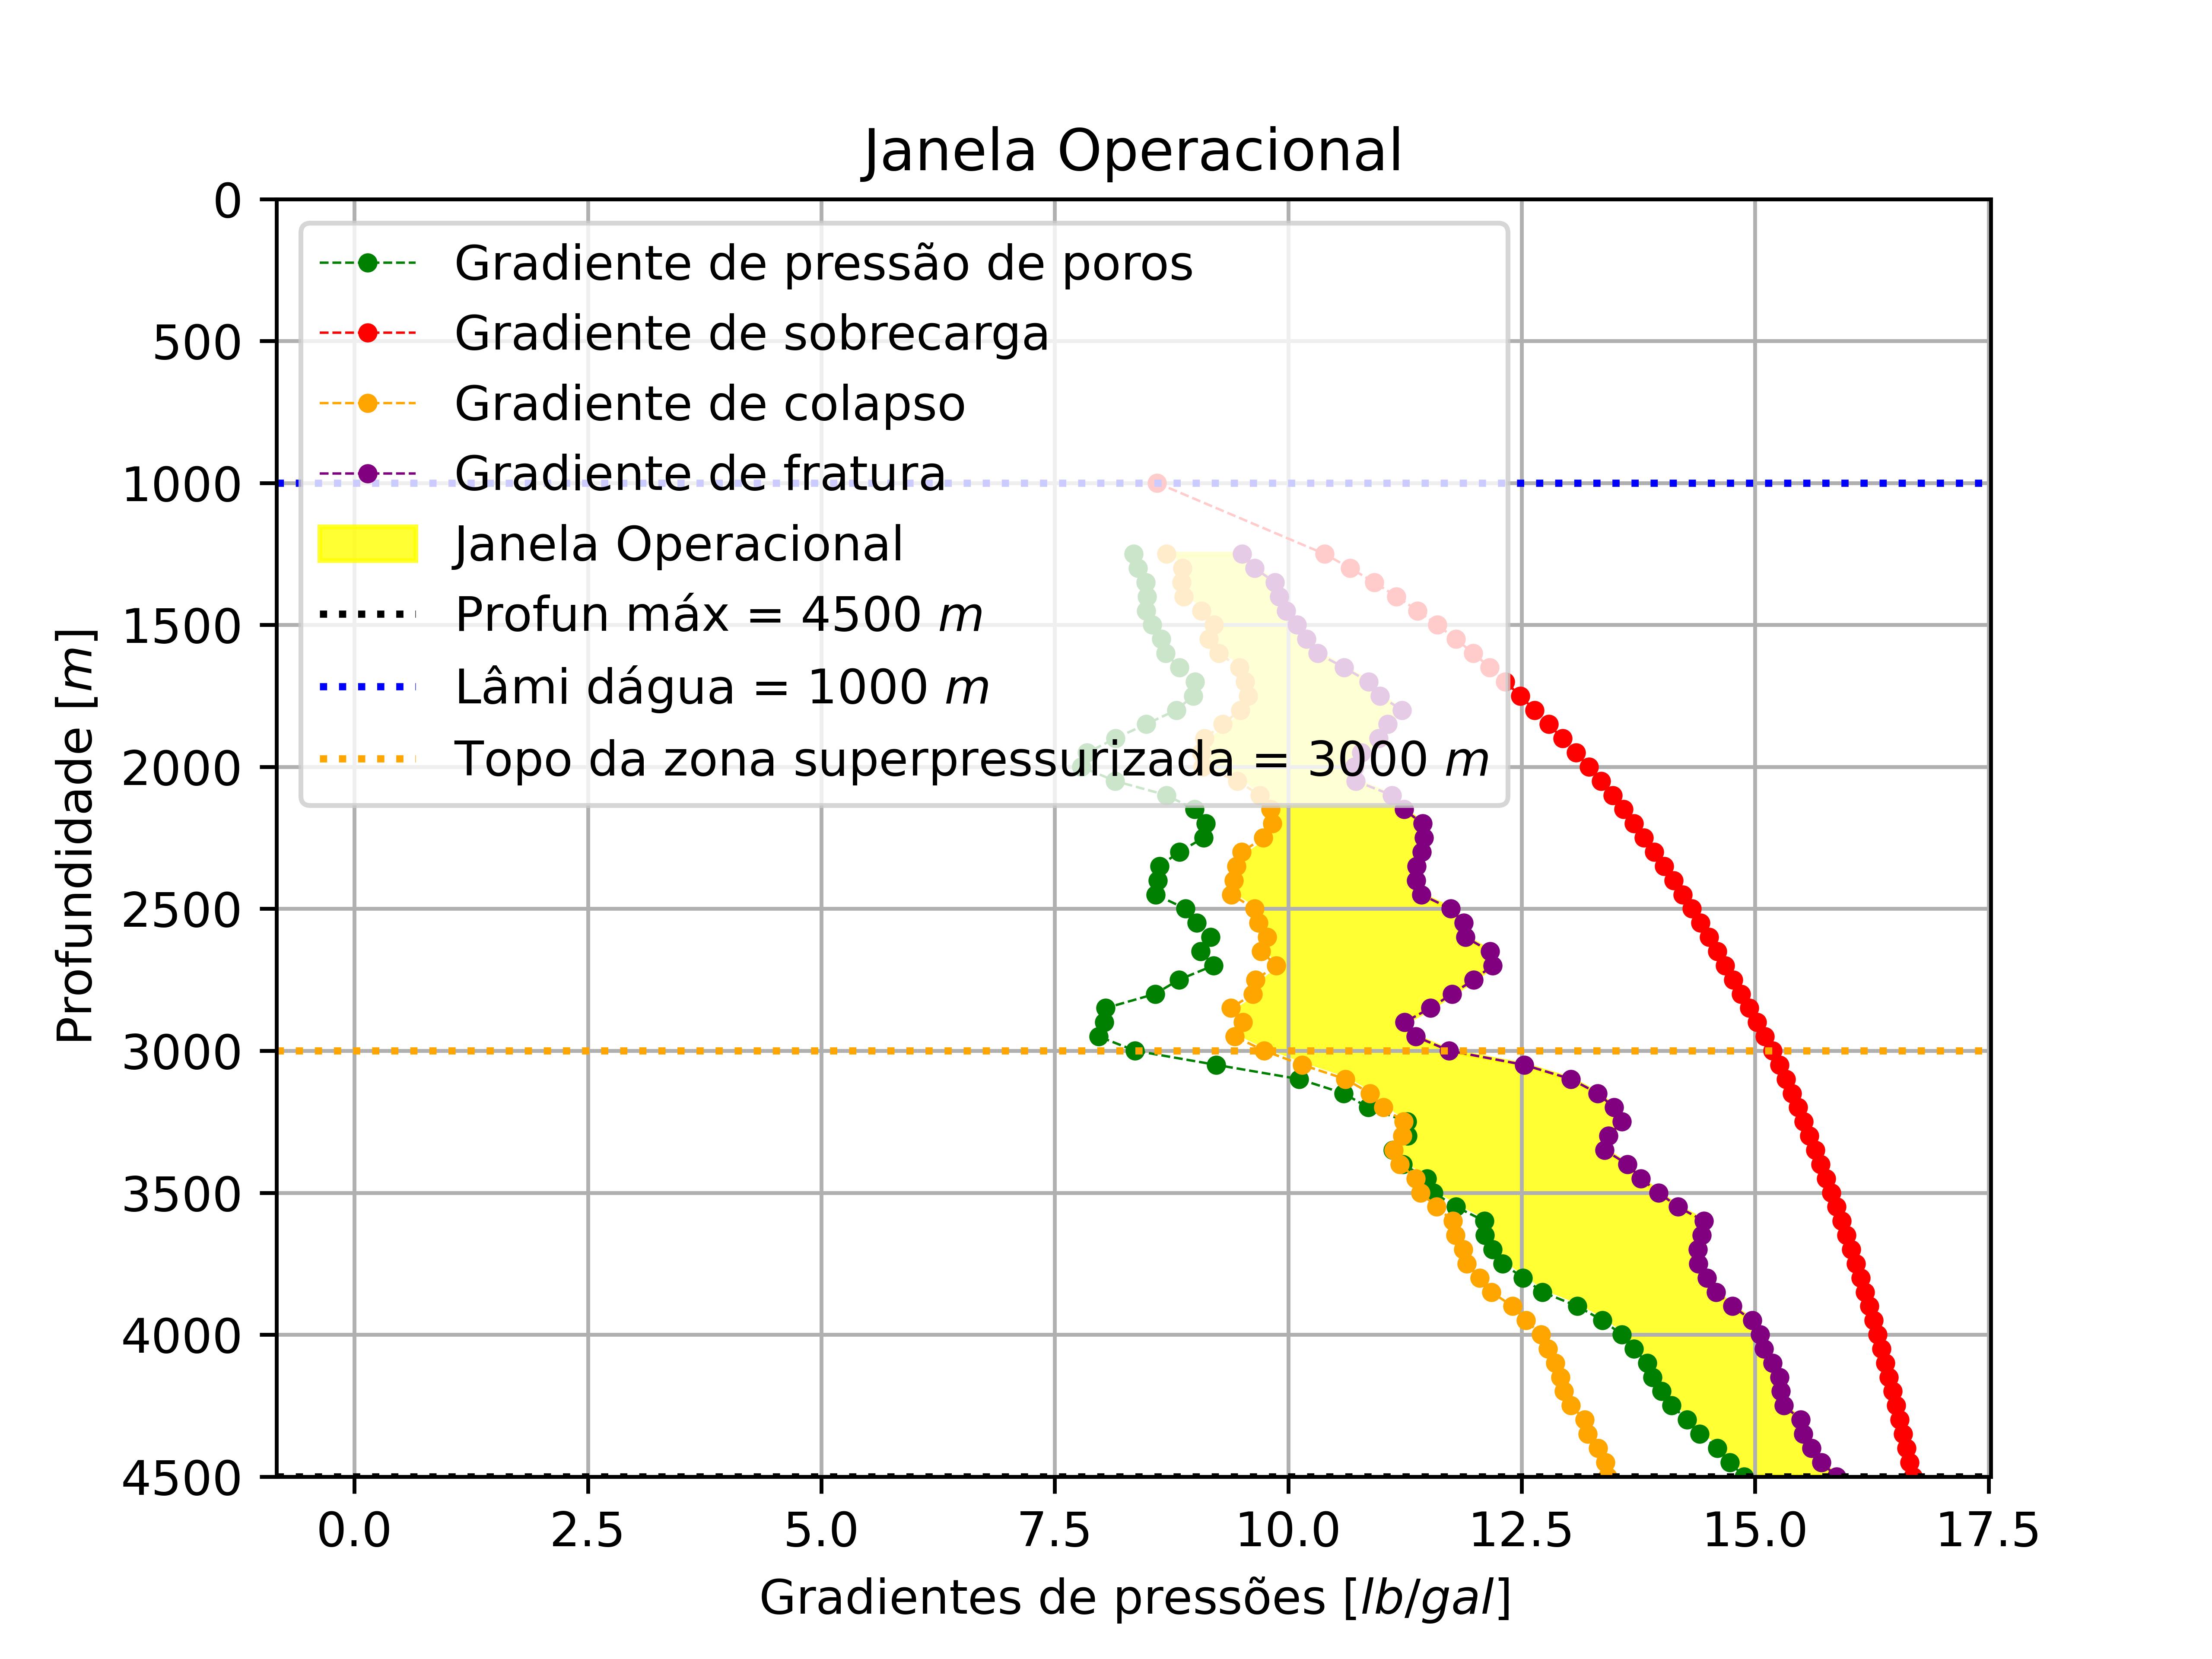 Janela Operacional
0
500
1000
1500
2000
2500
3000
3500
4000
4500
Profundidade [m]
Gradiente de pressão de poros
Gradiente de sobrecarga
Gradiente de colapso
Gradiente de fratura
Janela Operacional
Profun máx = 4500 m
Lâmi dágua = 1000 m
Topo da zona superpressurizada = 3000 m
0.0 2.5 5.0 7.5 10.0 12.5 15.0 17.5
Gradientes de pressões [lb/gal]